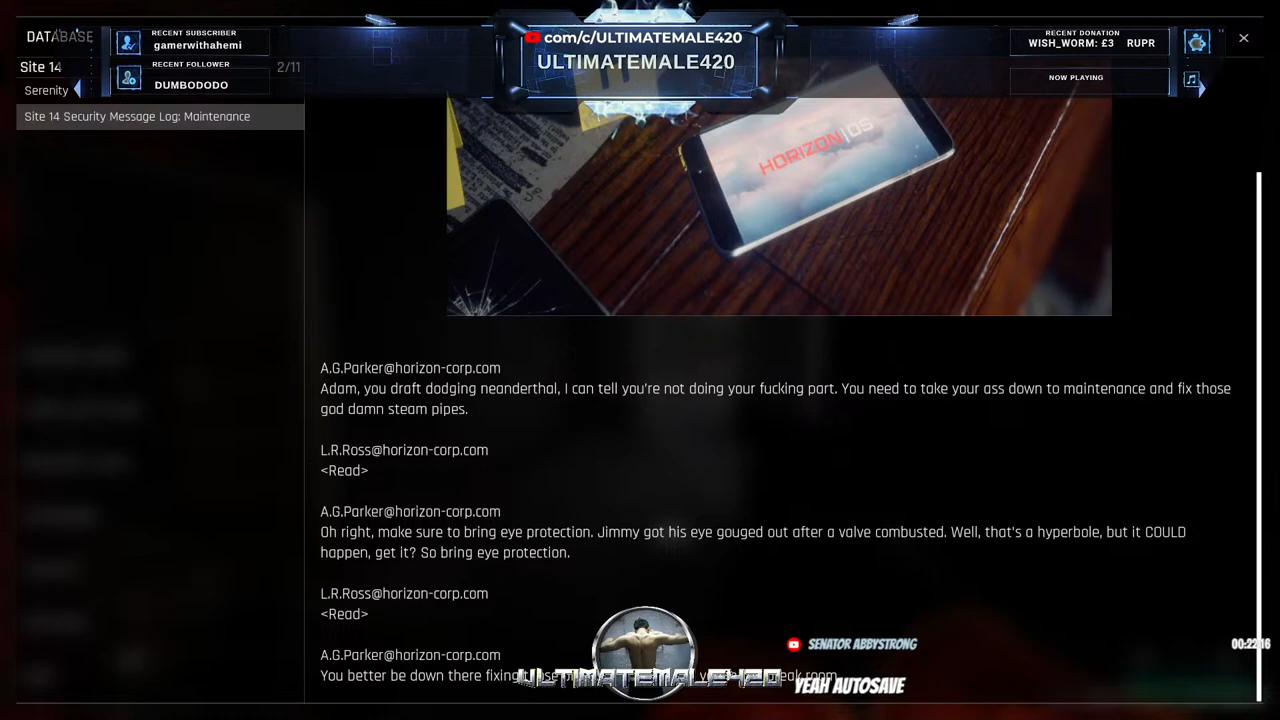 DATABASE
RECENT SUBSCRIBER
gamerwithahemi
com/c/ULTIMATEMALE420
RECENT DONATION
WISH_WORM: £3 RUPR
Site 14
RECENT FOLLOWER
2/11
ULTIMATEMALE420
NOW PLAYING
Serenity
DUMBODODO
Site 14 Security Message Log: Maintenance
HORIZON|OS
A.G.Parker@horizon-corp.com
Adam, you draft dodging neanderthal, I can tell you're not doing your fucking part. You need to take your ass down to maintenance and fix those
god damn steam pipes.
L.R.Ross@horizon-corp.com
<Read>
A.G.Parker@horizon-corp.com
Oh right, make sure to bring eye protection. Jimmy got his eye gouged out after a valve combusted. Well, that's a hyperbole, but it COULD
happen, get it? So bring eye protection.
L.R.Ross@horizon-corp.com
<Read>
SENATOR ABBYSTRONG
00:22:16
A.G.Parker@horizon-corp.com
You better be down there fixing room.
ULTIMATEMALE420
YEAH AUTOSAVE